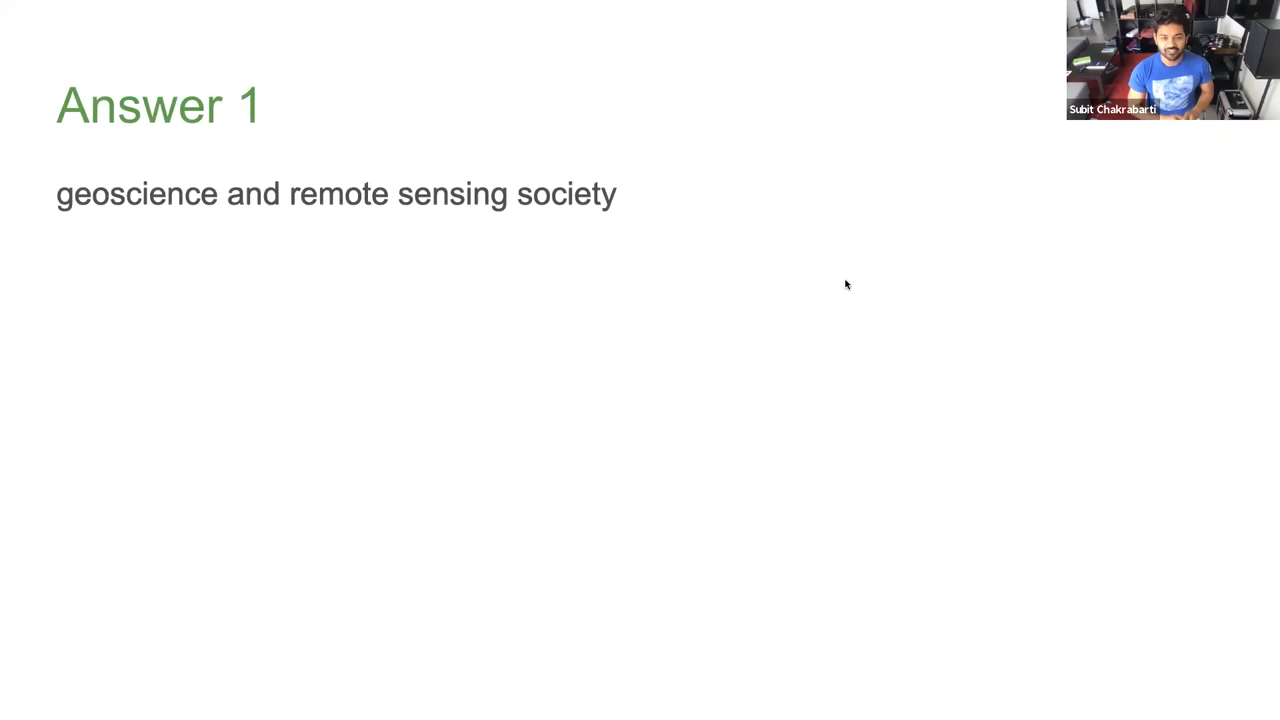 Answer 1
geoscience and remote sensing society
Subit Chakrabarti